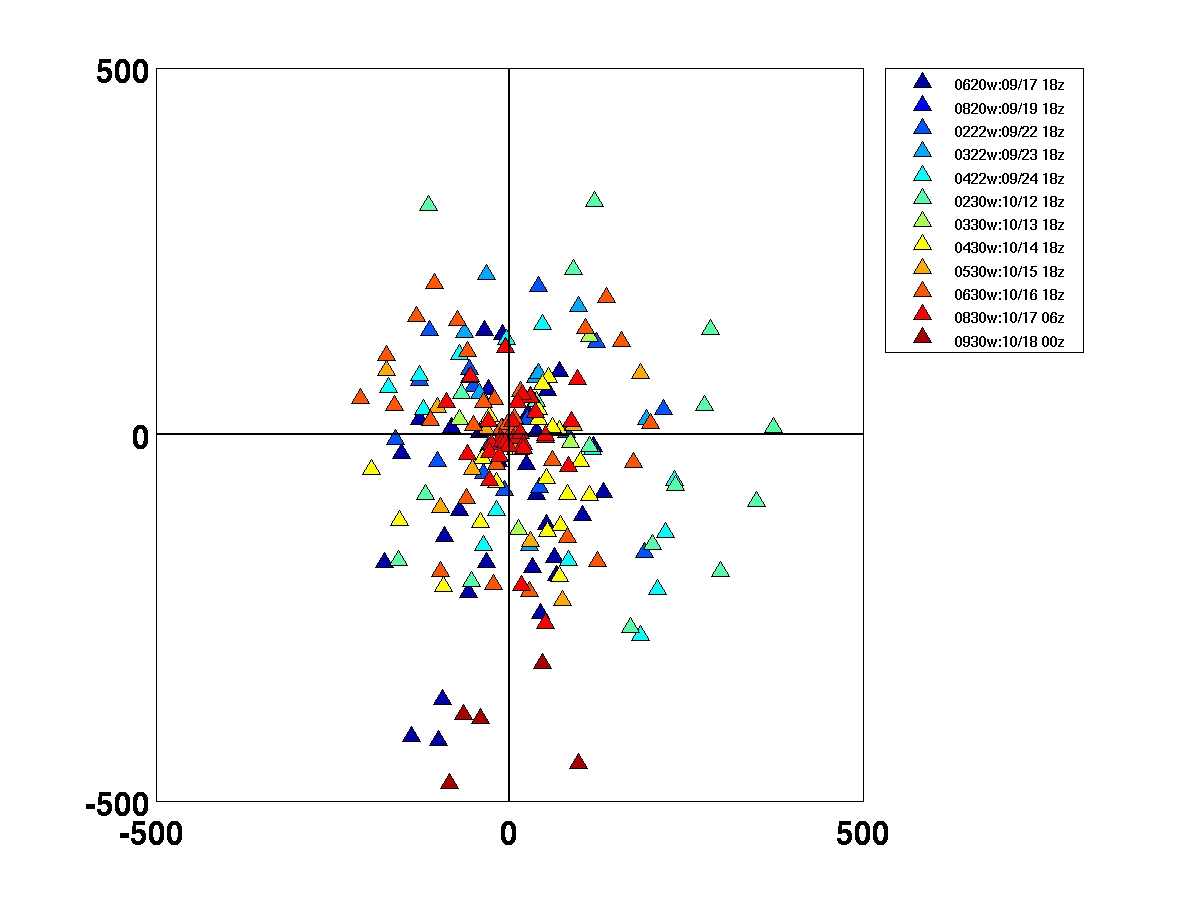 500
0
-500
-500
0
500
0620w:09/17 18z
0820w:09/19 18z
0222w:09/22 18z
0322w:09/23 18z
0422w:09/24 18z
0230w:10/12 18z
0330w:10/13 18z
0430w:10/14 18z
0530w:10/15 18z
0630w:10/16 18z
0830w:10/17 06z
0930w:10/18 00z